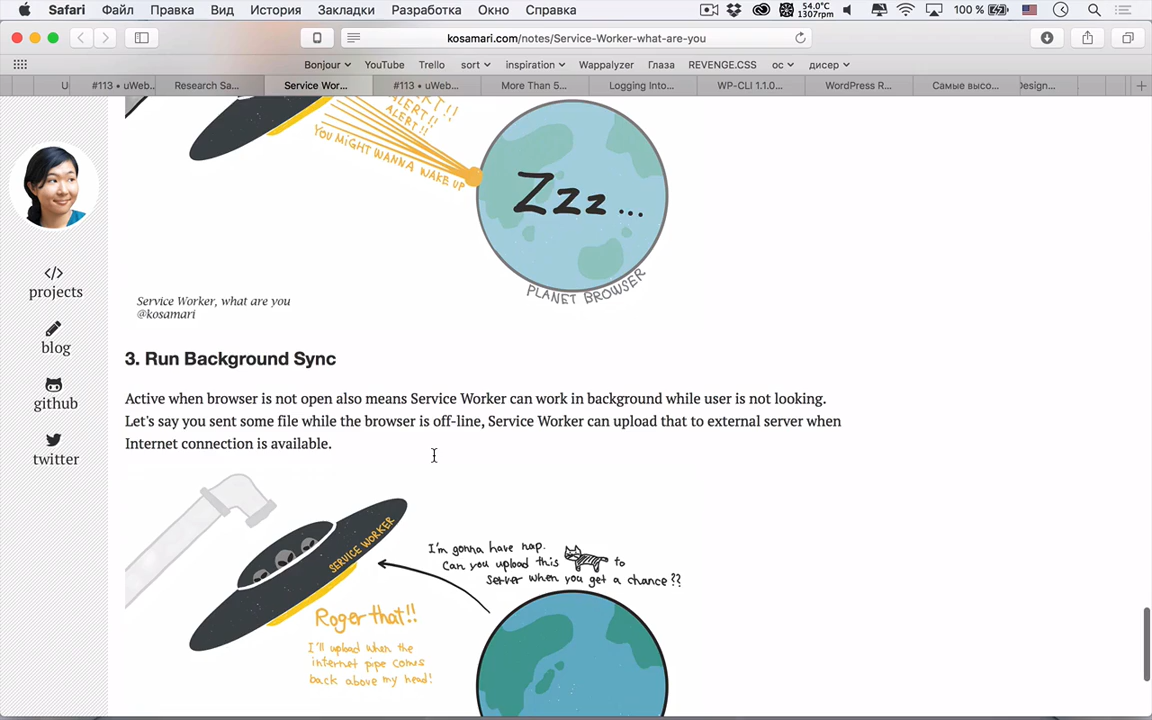 Safari Файл Правка Вид История Закладки Разработка Окно Справка 54.0°C 1307rpm 100 %
kosamari.com/notes/Service-Worker-what-are-you
Bonjour YouTube Trello sort inspiration Wappalyzer Глаза REVENGE.CSS ос дисер
U #113 • uWeb... Research Sa... Service Wor... #113 • uWeb... More Than 5... Logging Into... WP-CLI 1.1.0... WordPress R... Самые высо... Design...
ALERT!!
ALERT!!
YOU MIGHT WANNA WAKE UP
Zzz...
PLANET BROWSER
Service Worker, what are you
@kosamari
projects
blog
github
twitter
3. Run Background Sync
Active when browser is not open also means Service Worker can work in background while user is not looking.
Let's say you sent some file while the browser is off-line, Service Worker can upload that to external server when
Internet connection is available.
SERVICE WORKER
I'm gonna have nap.
Can you upload this to
server when you get a chance??
Roger that!!
I'll upload when the
internet pipe comes
back above my head!